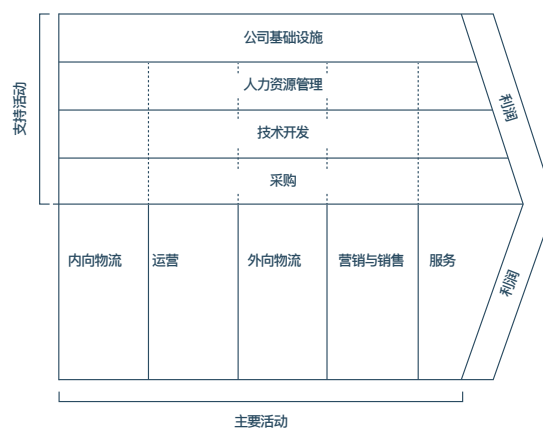 公司基础设施
人力资源管理
技术开发
采购
支持活动
利润
内向物流
运营
外向物流
营销与销售
服务
利润
主要活动